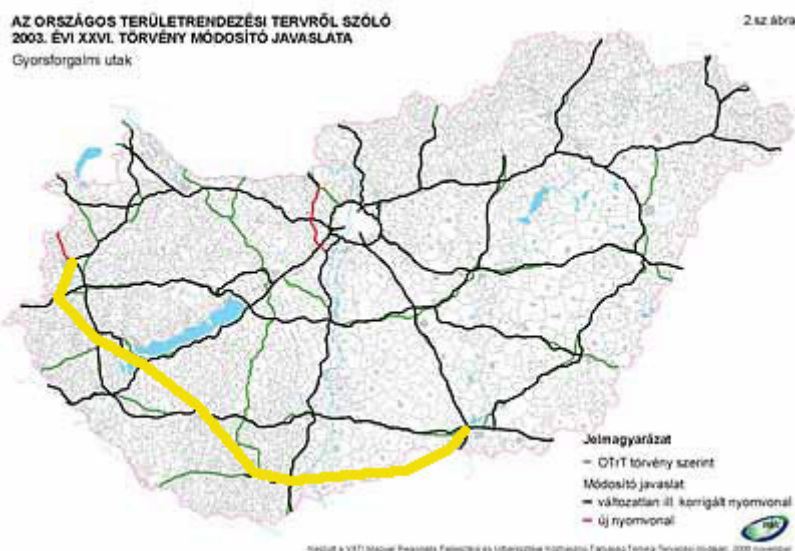 AZ ORSZÁGOS TERÜLETRENDEZÉSI TERVRŐL SZÓLÓ
2003. ÉVI XXVI. TÖRVÉNY MÓDOSÍTÓ JAVASLATA
2.sz.ábra
Gyorsforgalmi utak
Jelmagyarázat
OTrT törvény szerint
Módosító javaslat
változatlan ill. korrigált nyomvonal
új nyomvonal